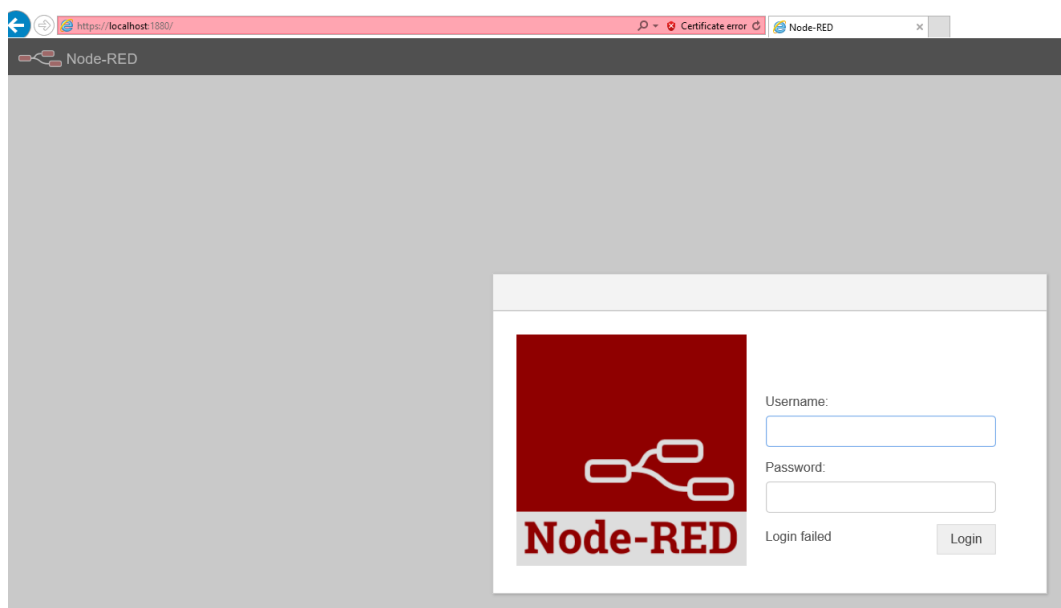 https://localhost:1880/ Certificate error Node-RED
Node-RED
Username:
Password:
Node-RED
Login failed Login